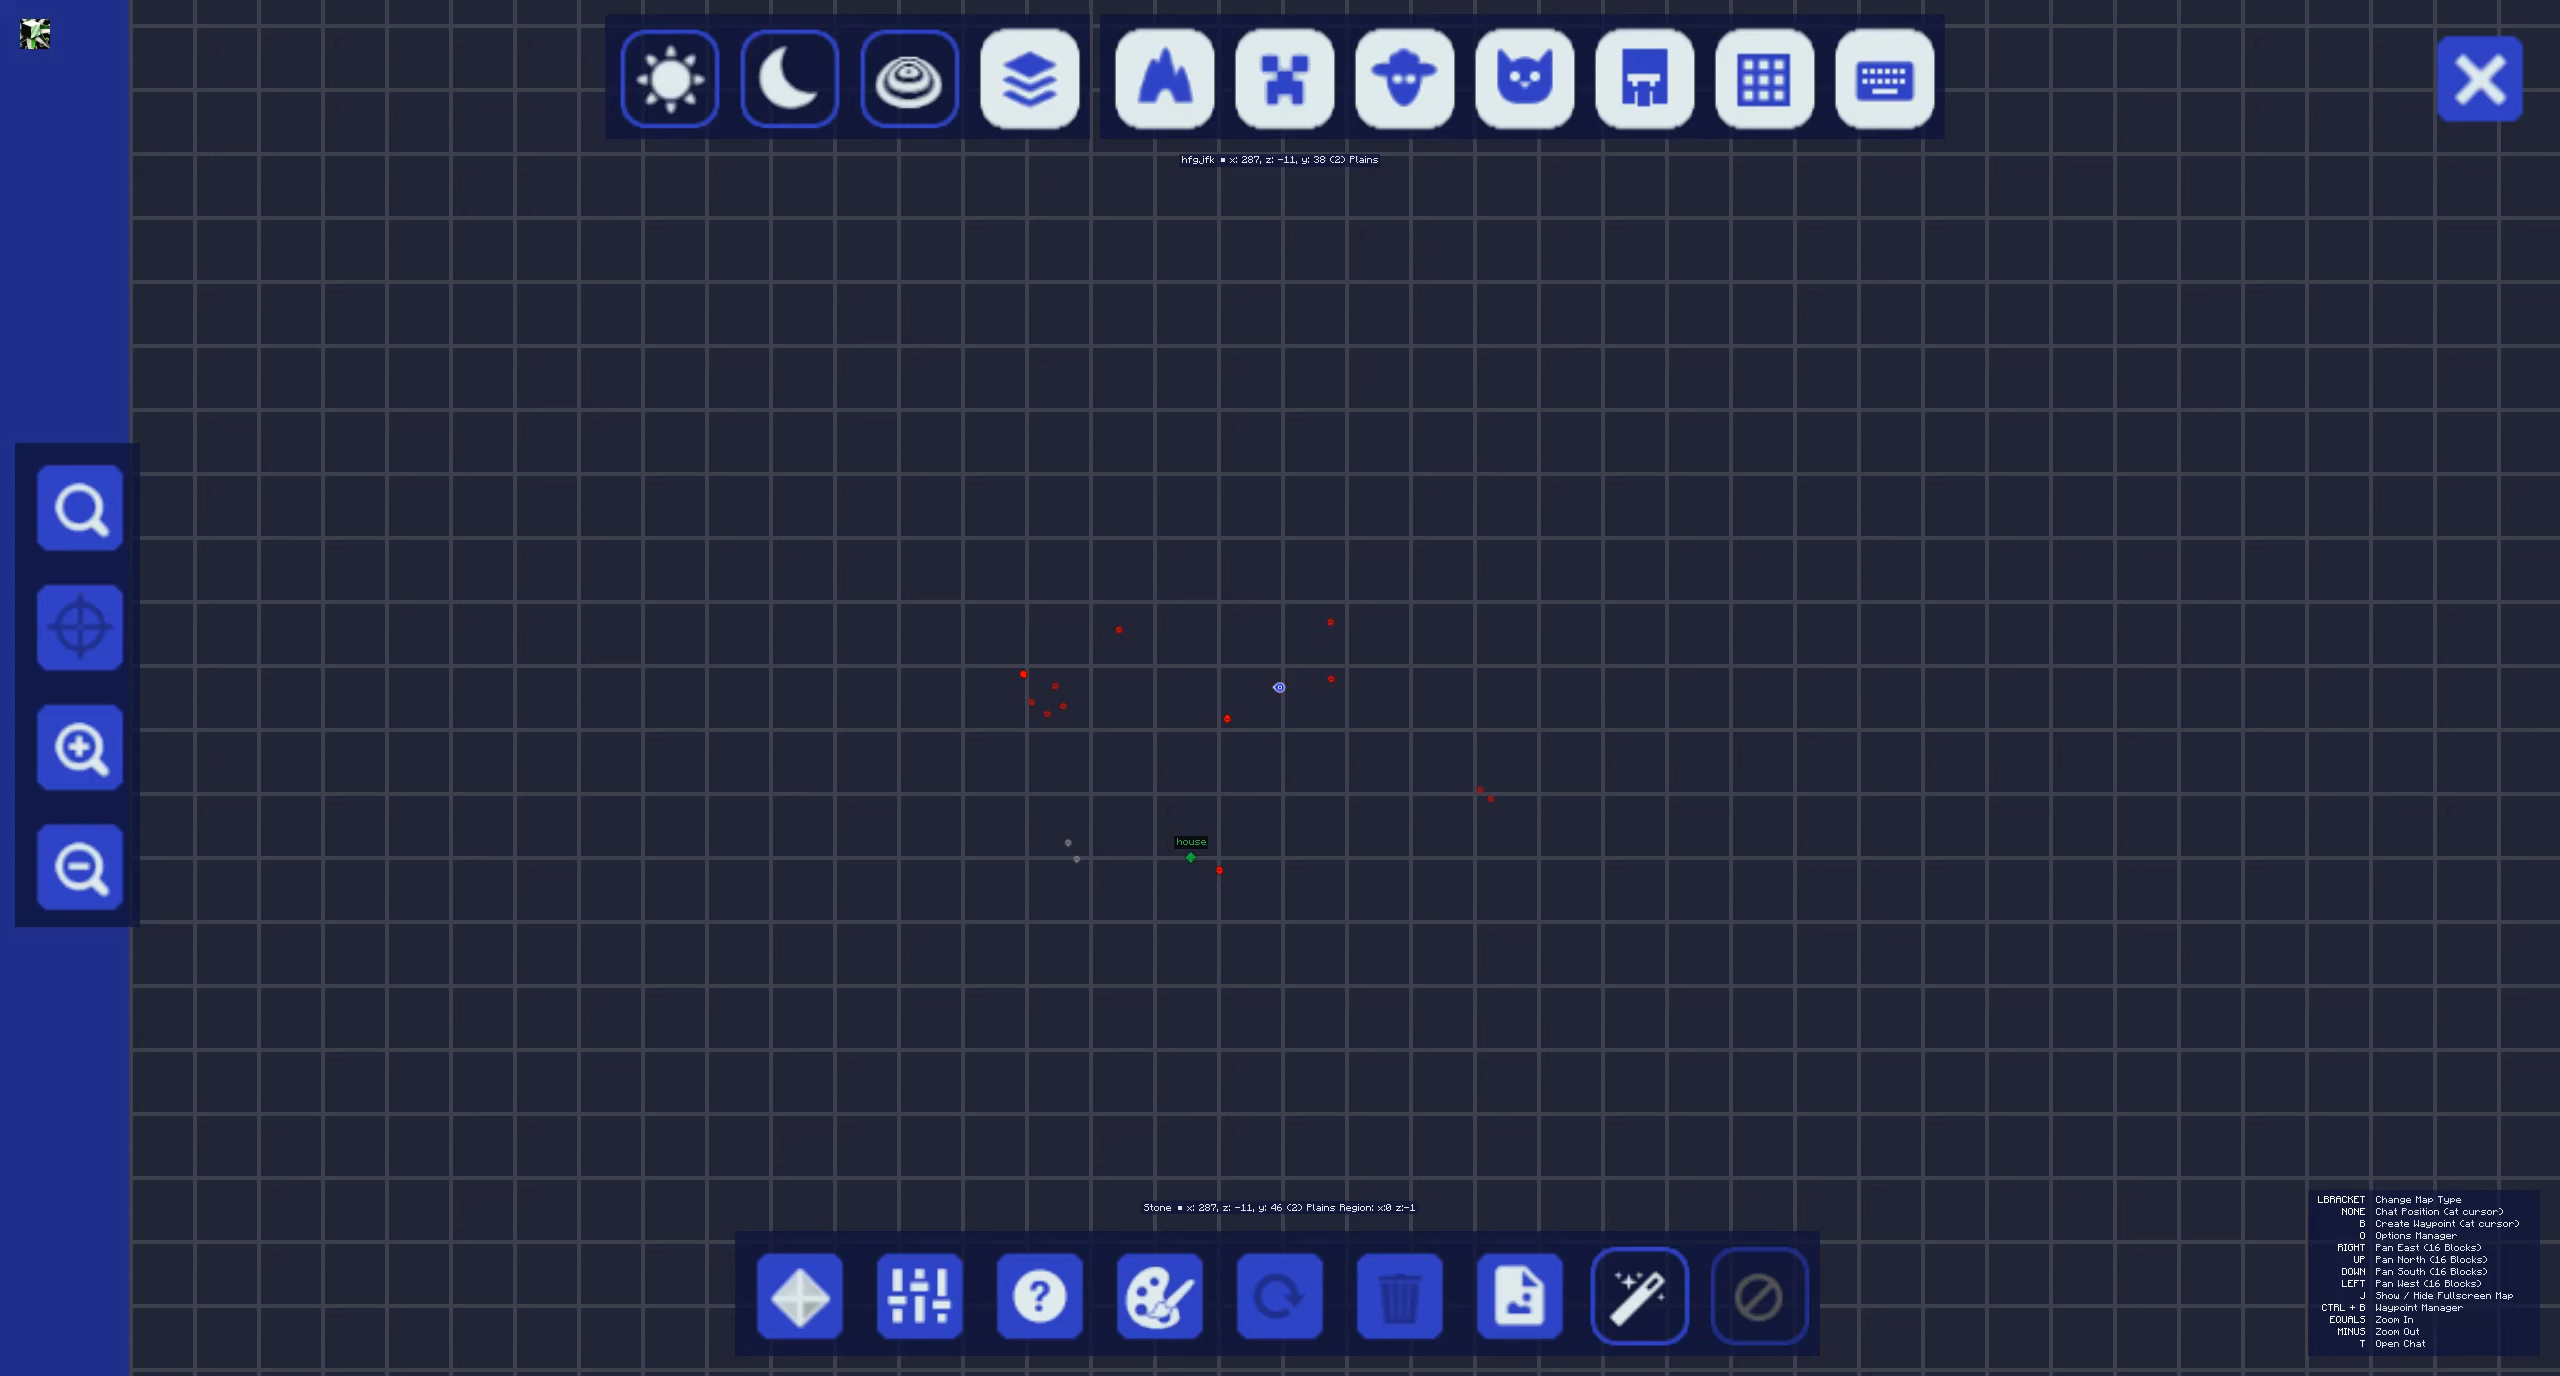 hfgjfk ▪ x: 287, z: -11, y: 38 (2) Plains
house
Stone ▪ x: 287, z: -11, y: 46 (2) Plains Region: x:0 z:-1
LBRACKET Change Map Type
NONE Chat Position (at cursor)
B Create Waypoint (at cursor)
O Options Manager
RIGHT Pan East (16 Blocks)
UP Pan North (16 Blocks)
DOWN Pan South (16 Blocks)
LEFT Pan West (16 Blocks)
J Show / Hide Fullscreen Map
CTRL + B Waypoint Manager
EQUALS Zoom In
MINUS Zoom Out
T Open Chat